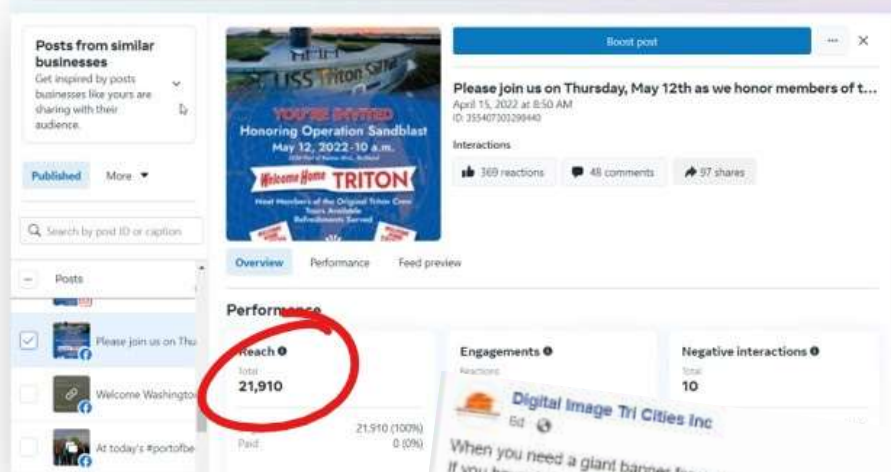 Posts from similar
businesses
Get inspired by posts
businesses like yours are
sharing with their
audience.
Published More
Search by post ID or caption
Posts
Please join us on Thu
Welcome Washingto
At today's #portofbe
USS Triton Sail Park
YOU'RE INVITED
Honoring Operation Sandblast
May 12, 2022-10 a.m.
Welcome Home TRITON
Meet Members of the Original Triton Crew
Tours Available
Refreshments Served
Boost post
Please join us on Thursday, May 12th as we honor members of t...
April 15, 2022 at 8:50 AM
ID: 355407303298440
Interactions
369 reactions 48 comments 97 shares
Overview Performance Feed preview
Performance
Reach
Total
21,910
21,910 (100%)
Paid 0 (0%)
Engagements
Reactions
Negative interactions
Total
10
Digital Image Tri Cities Inc
6d
When you need a giant banner
If you